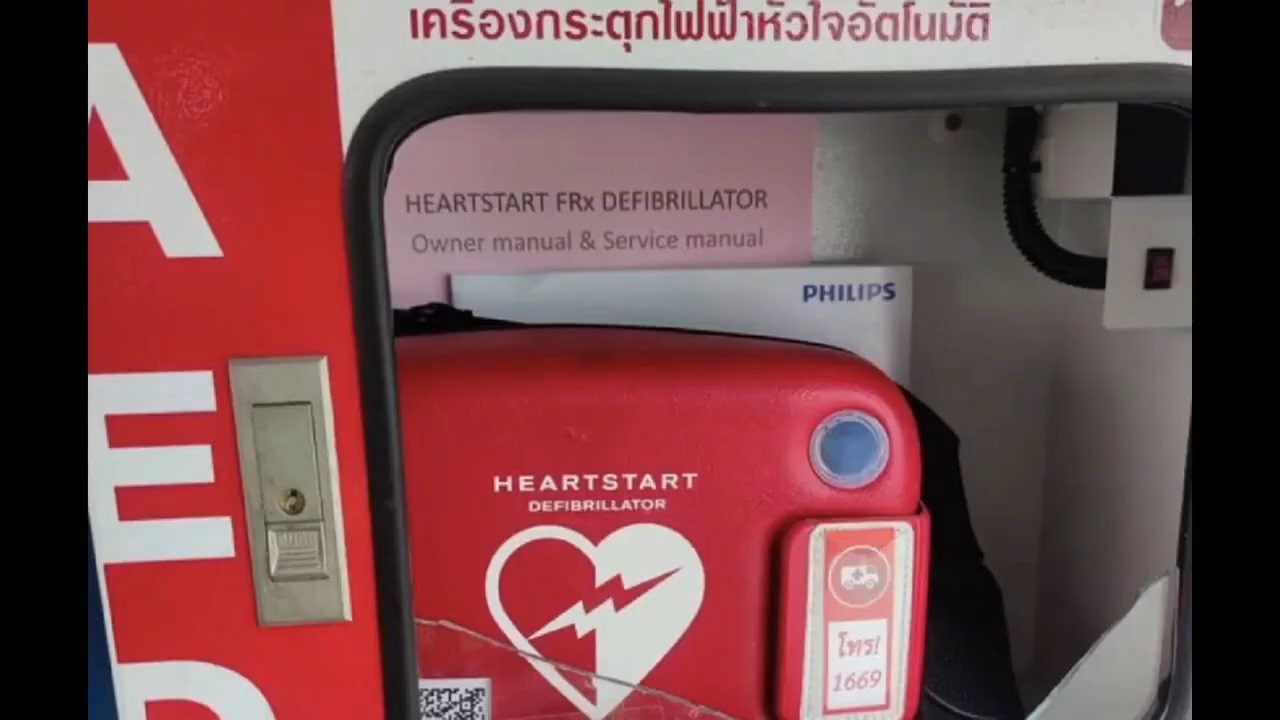 เครื่องกระตุกไฟฟ้าหัวใจอัตโนมัติ
AED
HEARTSTART FRx DEFIBRILLATOR
Owner manual & Service manual
PHILIPS
HEARTSTART
DEFIBRILLATOR
โทร!
1669